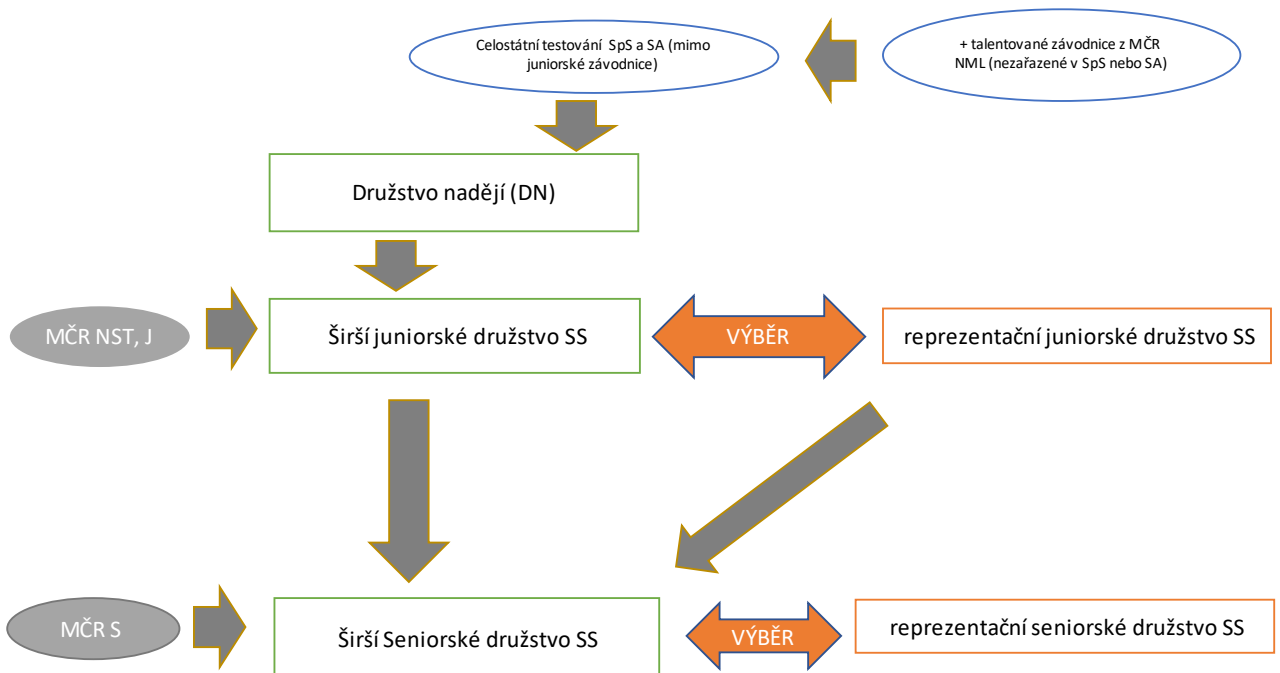 Celostátní testování SpS a SA (mimo
juniorské závodnice)
+ talentované závodnice z MČR
NML (nezařazené v SpS nebo SA)
Družstvo nadějí (DN)
MČR NST, J
Širší juniorské družstvo SS
VÝBĚR
reprezentační juniorské družstvo SS
MČR S
Širší Seniorské družstvo SS
VÝBĚR
reprezentační seniorské družstvo SS